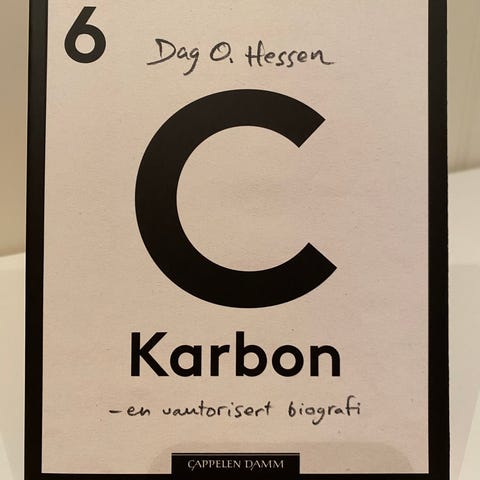 6
Dag O. Hessen
C
Karbon
- en uautorisert biografi
CAPPELEN DAMM